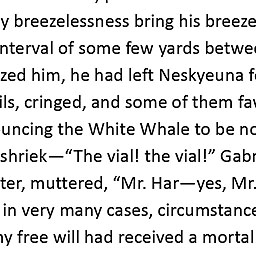 y breezelessness bring his breeze
nterval of some few yards betwee
zed him, he had left Neskyeuna f
ils, cringed, and some of them fav
ouncing the White Whale to be no
shriek—“The vial! the vial!” Gabr
ter, muttered, “Mr. Har—yes, Mr.
in very many cases, circumstance
ny free will had received a mortal